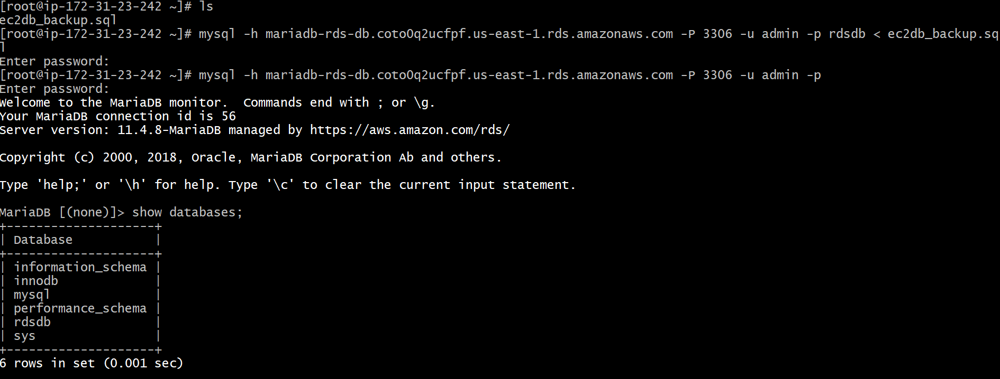 [root@ip-172-31-23-242 ~]# ls
ec2db_backup.sql
[root@ip-172-31-23-242 ~]# mysql -h mariadb-rds-db.coto0q2ucfpf.us-east-1.rds.amazonaws.com -P 3306 -u admin -p rdsdb < ec2db_backup.sq
l
Enter password:
[root@ip-172-31-23-242 ~]# mysql -h mariadb-rds-db.coto0q2ucfpf.us-east-1.rds.amazonaws.com -P 3306 -u admin -p
Enter password:
Welcome to the MariaDB monitor.  Commands end with ; or \g.
Your MariaDB connection id is 56
Server version: 11.4.8-MariaDB managed by https://aws.amazon.com/rds/

Copyright (c) 2000, 2018, Oracle, MariaDB Corporation Ab and others.

Type 'help;' or '\h' for help. Type '\c' to clear the current input statement.

MariaDB [(none)]> show databases;
+--------------------+
| Database           |
+--------------------+
| information_schema |
| innodb             |
| mysql              |
| performance_schema |
| rdsdb              |
| sys                |
+--------------------+
6 rows in set (0.001 sec)